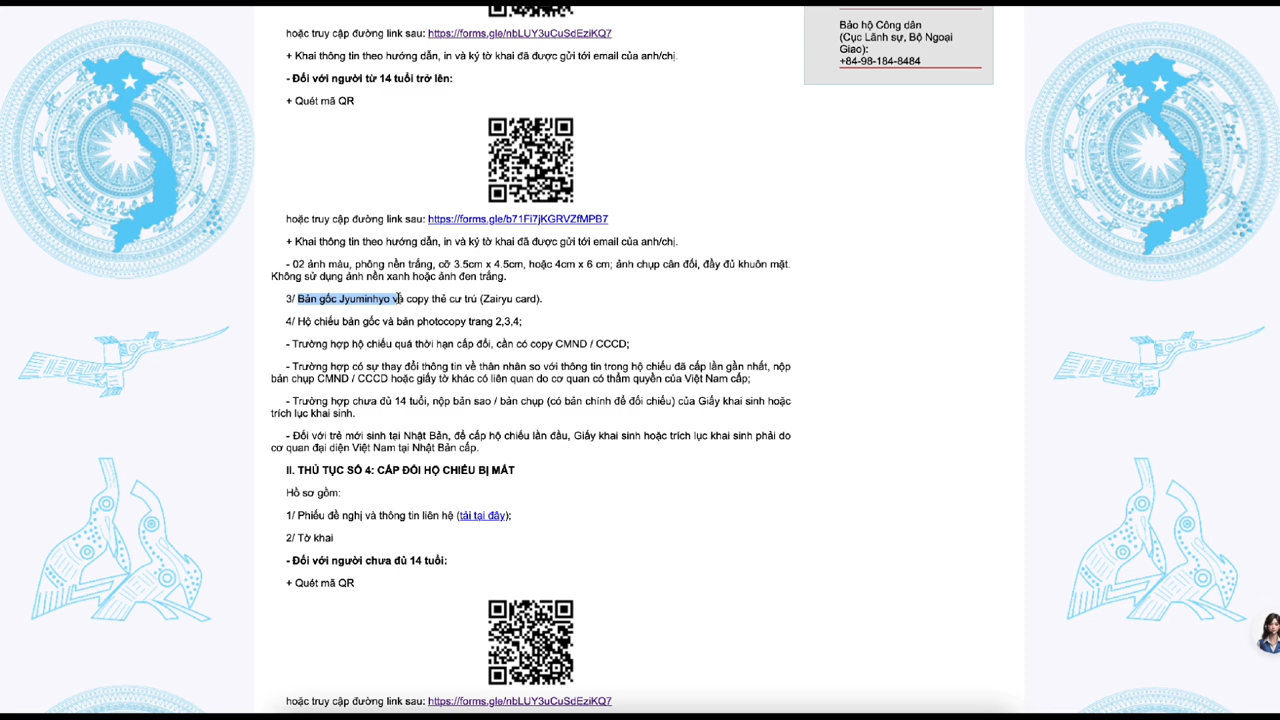 hoặc truy cập đường link sau: https://forms.gle/nbLUY3uCuSdEziKQ7
+ Khai thông tin theo hướng dẫn, in và ký tờ khai đã được gửi tới email của anh/chị.
- Đối với người từ 14 tuổi trở lên:
+ Quét mã QR
hoặc truy cập đường link sau: https://forms.gle/b71Fi7jKGRVZfMPB7
+ Khai thông tin theo hướng dẫn, in và ký tờ khai đã được gửi tới email của anh/chị.
- 02 ảnh màu, phông nền trắng, cỡ 3.5cm x 4.5cm, hoặc 4cm x 6 cm; ảnh chụp cân đối, đầy đủ khuôn mặt.
Không sử dụng ảnh nền xanh hoặc ảnh đen trắng.
3/ Bản gốc Jyuminhyo và copy thẻ cư trú (Zairyu card).
4/ Hộ chiếu bản gốc và bản photocopy trang 2,3,4;
- Trường hợp hộ chiếu quá thời hạn cấp đổi, cần có copy CMND / CCCD;
- Trường hợp có sự thay đổi thông tin về thân nhân so với thông tin trong hộ chiếu đã cấp lần gần nhất, nộp
bản chụp CMND / CCCD hoặc giấy tờ khác có liên quan do cơ quan có thẩm quyền của Việt Nam cấp;
- Trường hợp chưa đủ 14 tuổi, nộp bản sao / bản chụp (có bản chính để đối chiếu) của Giấy khai sinh hoặc
trích lục khai sinh.
- Đối với trẻ mới sinh tại Nhật Bản, để cấp hộ chiếu lần đầu, Giấy khai sinh hoặc trích lục khai sinh phải do
cơ quan đại diện Việt Nam tại Nhật Bản cấp.
II. THỦ TỤC SỐ 4: CẤP ĐỔI HỘ CHIẾU BỊ MẤT
Hồ sơ gồm:
1/ Phiếu đề nghị và thông tin liên hệ (tải tại đây);
2/ Tờ khai
- Đối với người chưa đủ 14 tuổi:
+ Quét mã QR
hoặc truy cập đường link sau: https://forms.gle/nbLUY3uCuSdEziKQ7
Bảo hộ Công dân
(Cục Lãnh sự, Bộ Ngoại
Giao):
+84-98-184-8484